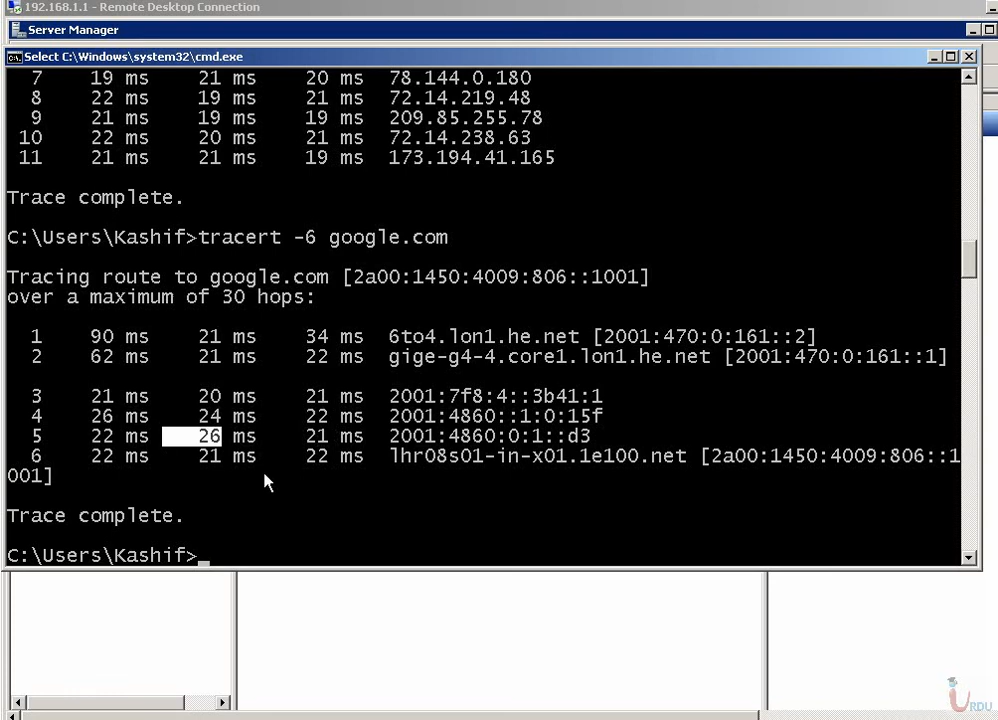 192.168.1.1 - Remote Desktop Connection
Server Manager
Select C:\Windows\system32\cmd.exe
7 19 ms 21 ms 20 ms 78.144.0.180
8 22 ms 19 ms 21 ms 72.14.219.48
9 21 ms 19 ms 19 ms 209.85.255.78
10 22 ms 20 ms 21 ms 72.14.238.63
11 21 ms 21 ms 19 ms 173.194.41.165
Trace complete.
C:\Users\Kashif>tracert -6 google.com
Tracing route to google.com [2a00:1450:4009:806::1001]
over a maximum of 30 hops:
1 90 ms 21 ms 34 ms 6to4.lon1.he.net [2001:470:0:161::2]
2 62 ms 21 ms 22 ms gige-g4-4.core1.lon1.he.net [2001:470:0:161::1]
3 21 ms 20 ms 21 ms 2001:7f8:4::3b41:1
4 26 ms 24 ms 22 ms 2001:4860::1:0:15f
5 22 ms 26 ms 21 ms 2001:4860:0:1::d3
6 22 ms 21 ms 22 ms lhr08s01-in-x01.1e100.net [2a00:1450:4009:806::1
001]
Trace complete.
C:\Users\Kashif>_
URDU